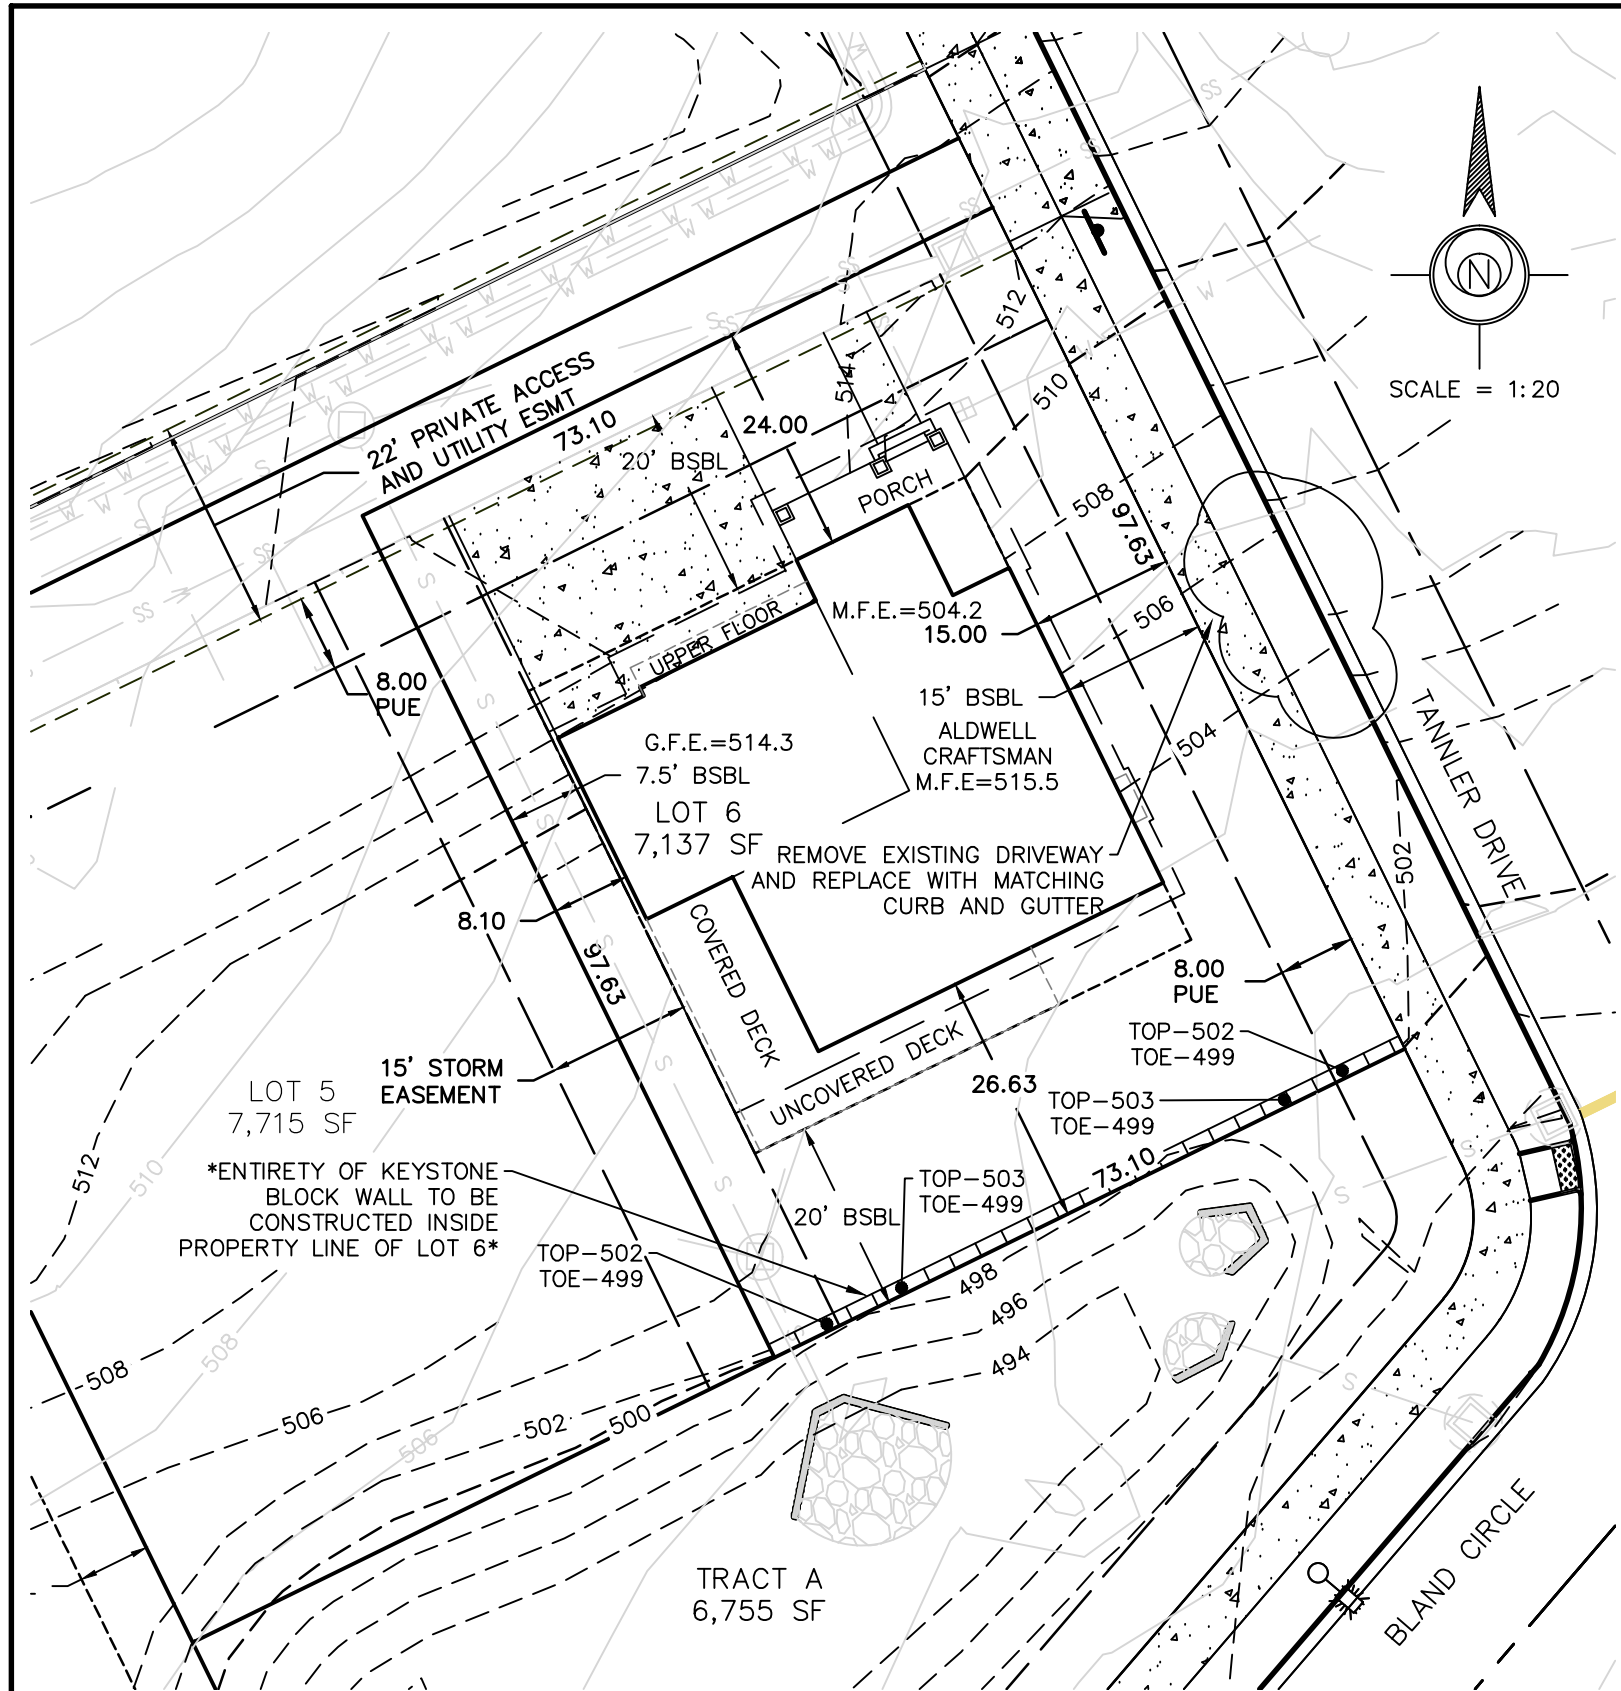 SCALE = 1:20
N
22' PRIVATE ACCESS
AND UTILITY ESMT
73.10
24.00
20' BSBL
514
512
510
508
97.63
506
504
502
PORCH
UPPER FLOOR
M.F.E.=504.2
15.00
15' BSBL
8.00
PUE
G.F.E.=514.3
7.5' BSBL
LOT 6
7,137 SF
ALDWELL
CRAFTSMAN
M.F.E=515.5
REMOVE EXISTING DRIVEWAY
AND REPLACE WITH MATCHING
CURB AND GUTTER
TANNLER DRIVE
8.10
97.63
COVERED DECK
UNCOVERED DECK
8.00
PUE
26.63
15' STORM
EASEMENT
LOT 5
7,715 SF
TOP-502
TOE-499
TOP-503
TOE-499
73.10
TOP-503
TOE-499
20' BSBL
*ENTIRETY OF KEYSTONE
BLOCK WALL TO BE
CONSTRUCTED INSIDE
PROPERTY LINE OF LOT 6*
TOP-502
TOE-499
512
510
508
508
506
506
502
500
498
496
494
TRACT A
6,755 SF
BLAND CIRCLE
SS
SS
SS
SS
SS
SS
SS
W
W
W
W
S
S
S
S
S
S
S
S
S